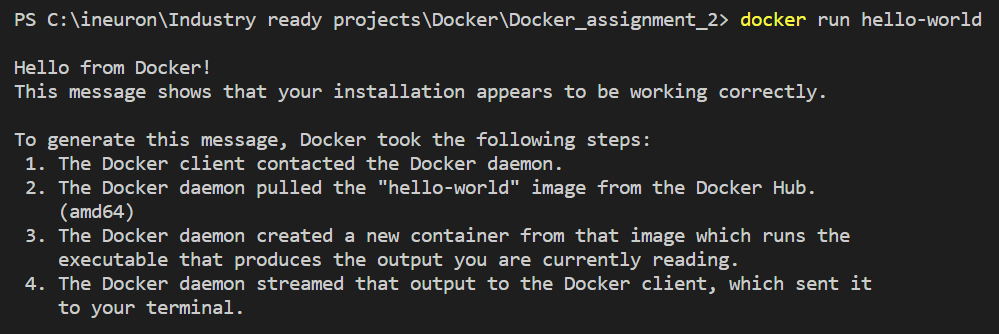 PS C:\ineuron\Industry ready projects\Docker\Docker_assignment_2> docker run hello-world
Hello from Docker!
This message shows that your installation appears to be working correctly.
To generate this message, Docker took the following steps:
1. The Docker client contacted the Docker daemon.
2. The Docker daemon pulled the "hello-world" image from the Docker Hub.
(amd64)
3. The Docker daemon created a new container from that image which runs the
executable that produces the output you are currently reading.
4. The Docker daemon streamed that output to the Docker client, which sent it
to your terminal.